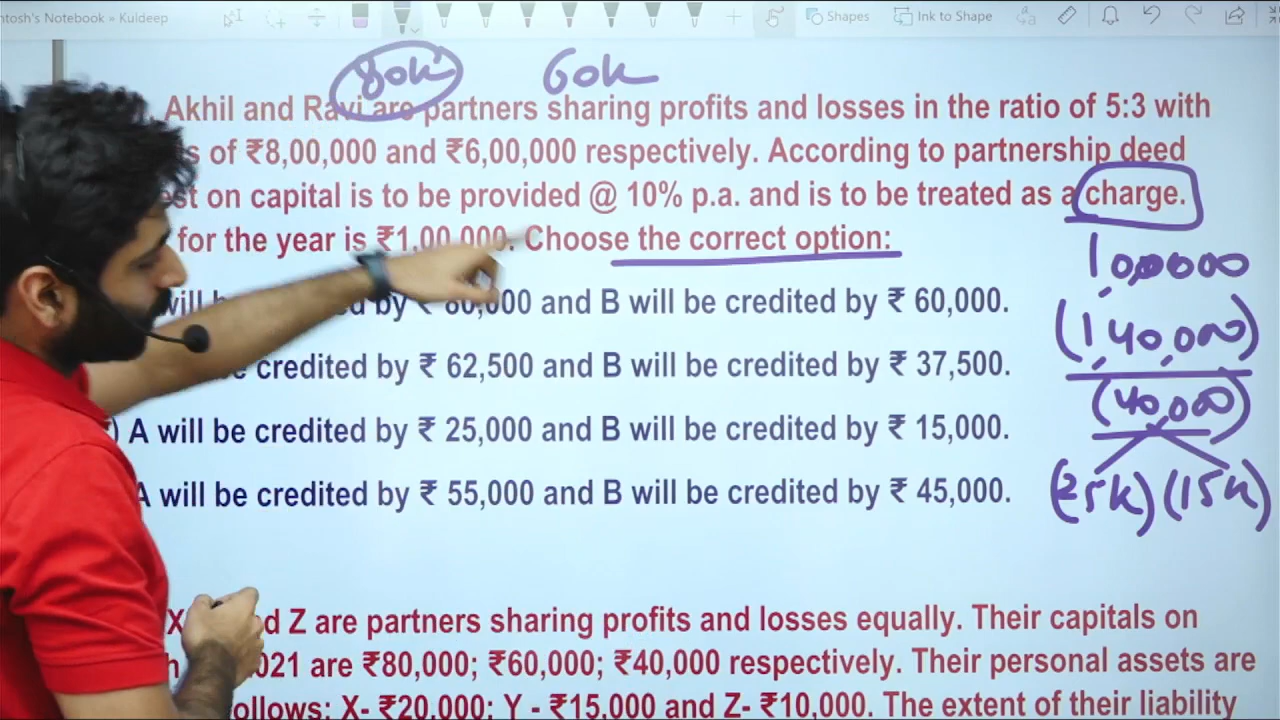 ntosh's Notebook » Kuldeep
Shapes
Ink to Shape
80k 60k
Akhil and Ravi are partners sharing profits and losses in the ratio of 5:3 with
of ₹8,00,000 and ₹6,00,000 respectively. According to partnership deed
on capital is to be provided @ 10% p.a. and is to be treated as a charge.
for the year is ₹1,00,000. Choose the correct option:
1,00,000
will by ₹ 80,000 and B will be credited by ₹ 60,000.
(1,40,000)
credited by ₹ 62,500 and B will be credited by ₹ 37,500.
(40,000)
) A will be credited by ₹ 25,000 and B will be credited by ₹ 15,000.
(25k) (15k)
A will be credited by ₹ 55,000 and B will be credited by ₹ 45,000.
X Z are partners sharing profits and losses equally. Their capitals on
2021 are ₹80,000; ₹60,000; ₹40,000 respectively. Their personal assets are
ollows: X- ₹20,000; Y - ₹15,000 and Z- ₹10,000. The extent of their liability